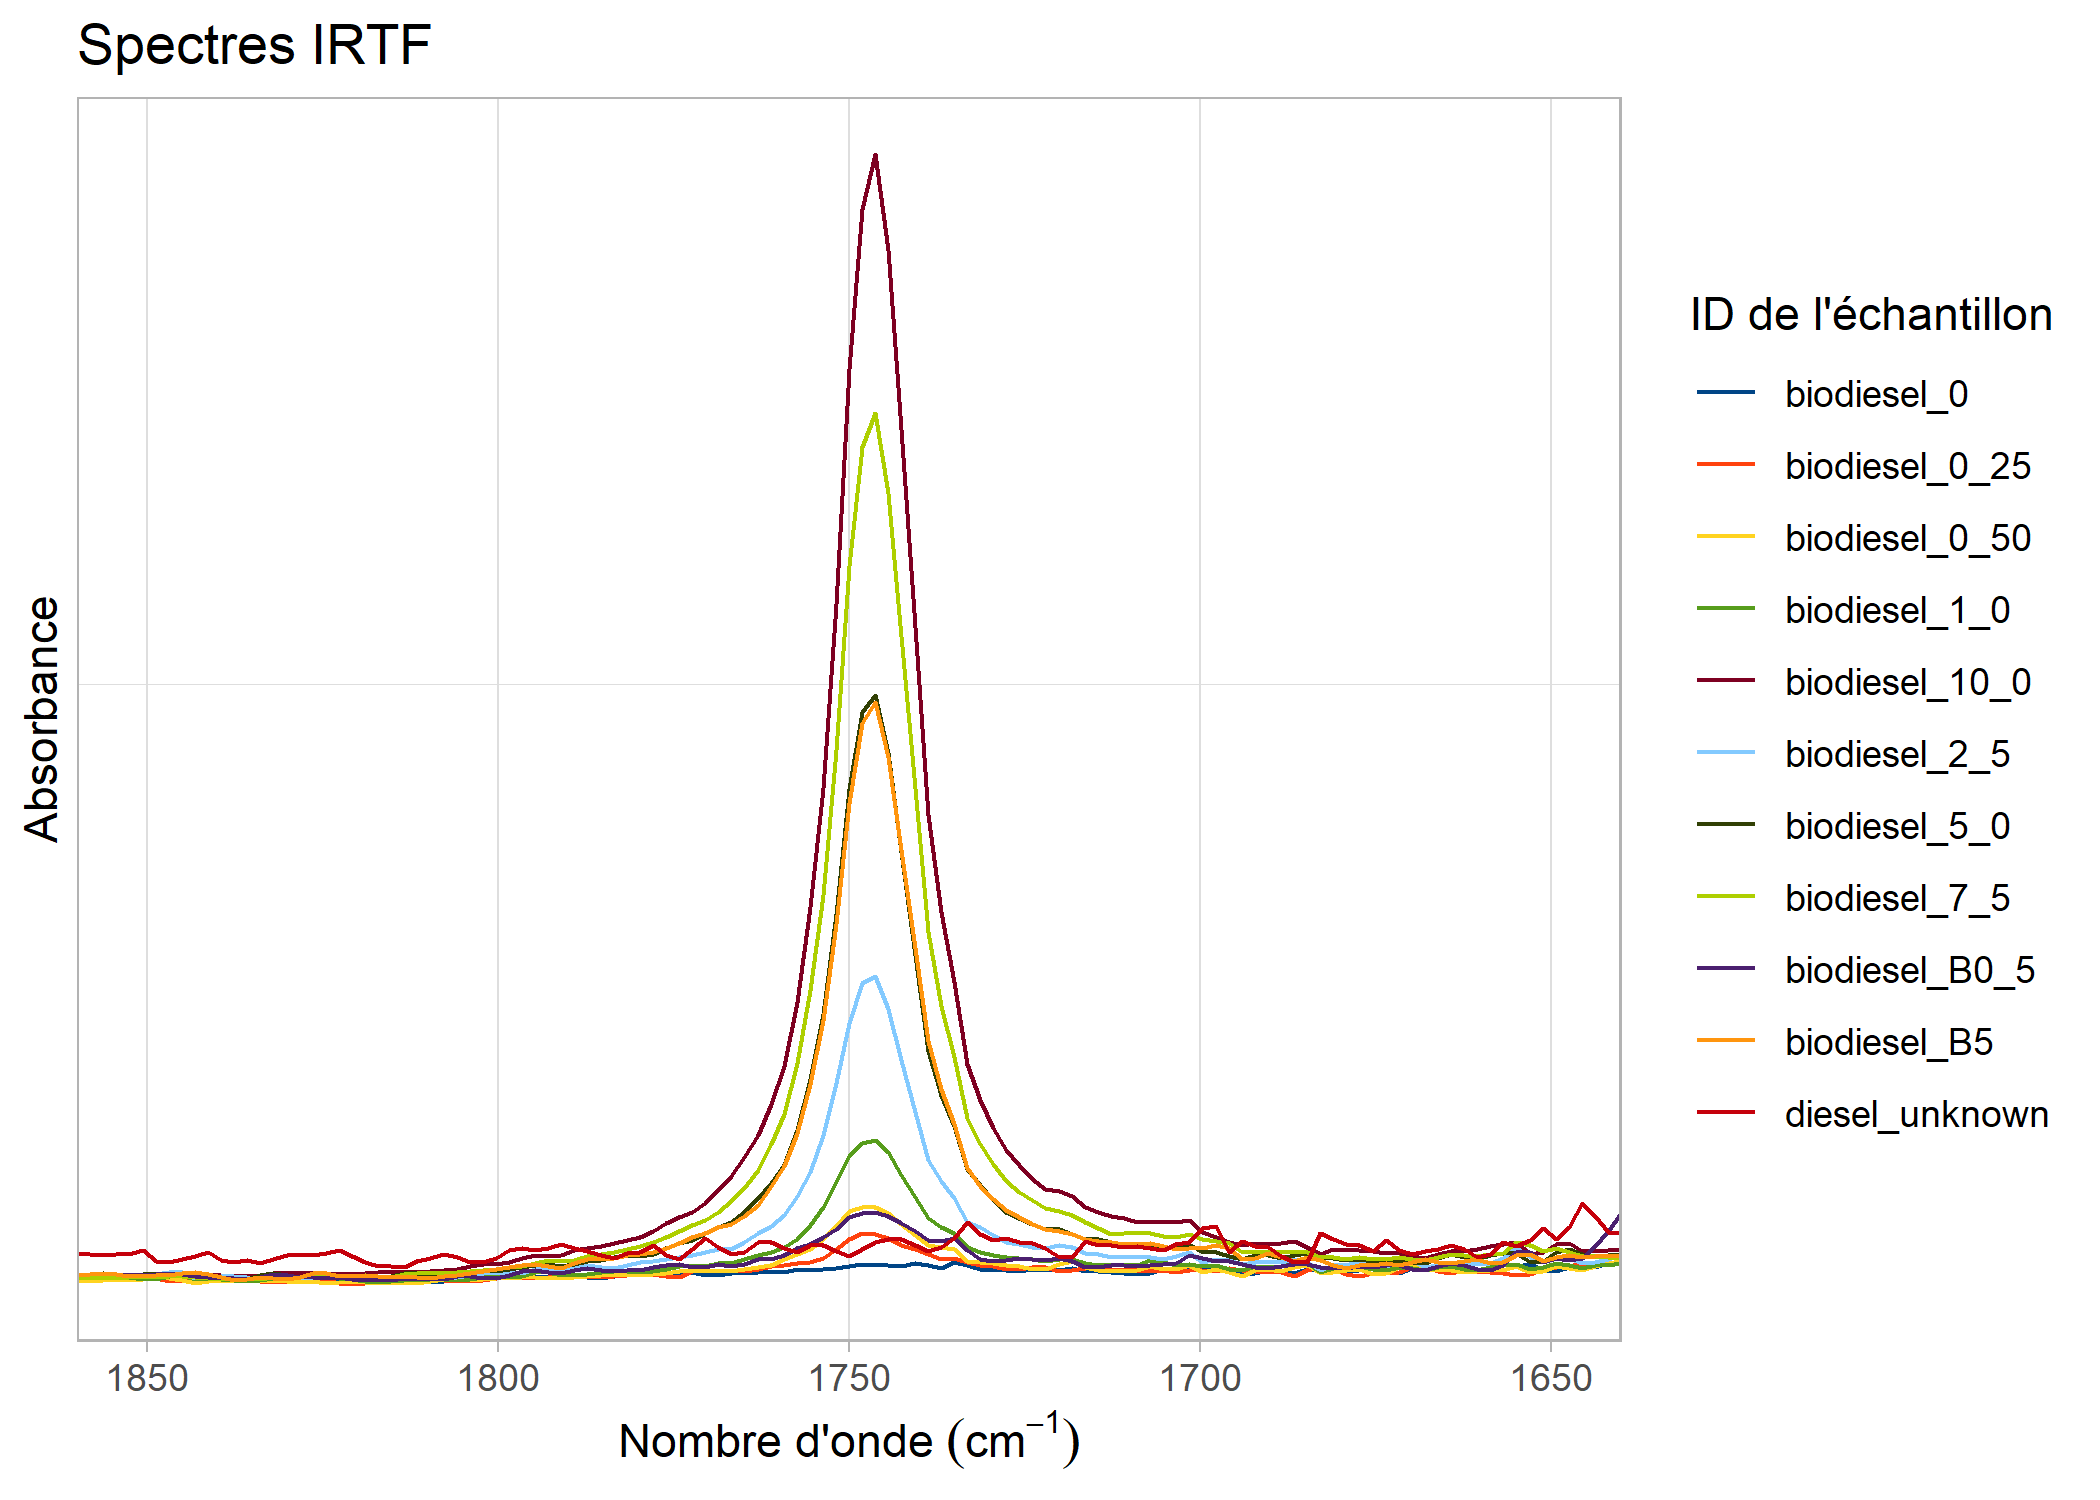 Spectres IRTF
Absorbance
1850
1800
1750
1700
1650
Nombre d'onde (cm⁻¹)
ID de l'échantillon
biodiesel_0
biodiesel_0_25
biodiesel_0_50
biodiesel_1_0
biodiesel_10_0
biodiesel_2_5
biodiesel_5_0
biodiesel_7_5
biodiesel_B0_5
biodiesel_B5
diesel_unknown